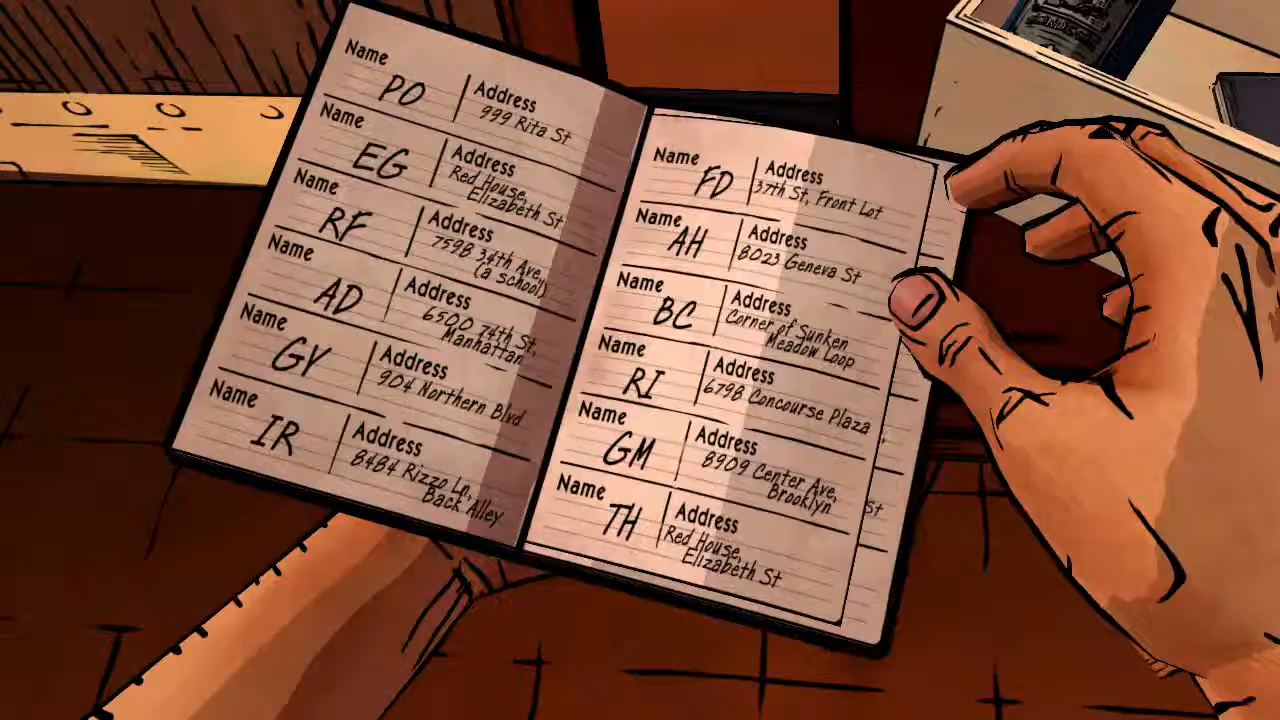 Name
PO
Address
999 Rita St
Name
EG
Address
Red House,
Elizabeth St
Name
RF
Address
759B 34th Ave,
(a School)
Name
AD
Address
6500 74th St,
Manhattan
Name
GY
Address
904 Northern Blvd
Name
IR
Address
8484 Rizzo Ln,
Back Alley
Name
FD
Address
37th St, Front Lot
Name
AH
Address
8023 Geneva St
Name
BC
Address
Corner of Sunken
Meadow Loop
Name
RI
Address
679B Concourse Plaza
Name
GM
Address
8909 Center Ave,
Brooklyn
Name
TH
Address
Red House,
Elizabeth St
St